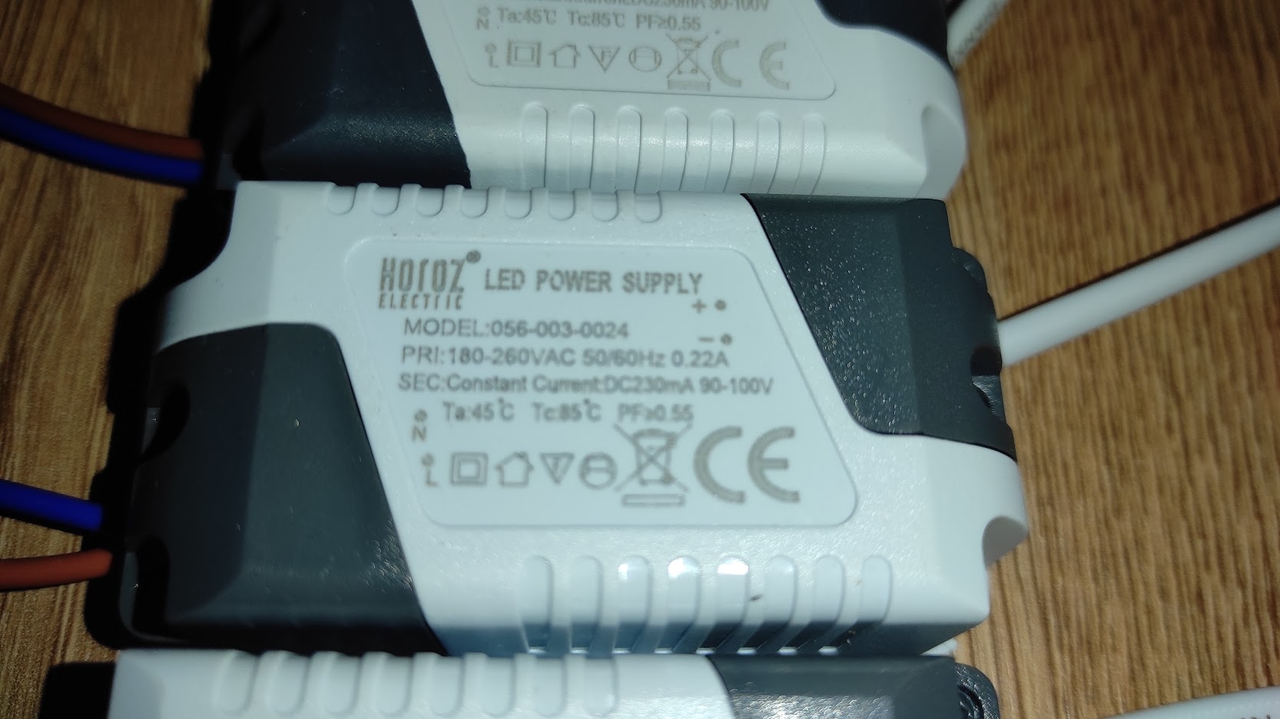 Ta:45℃ Tc:85℃ PF≥0.55
N
CE
HOROZ® LED POWER SUPPLY
ELECTRIC
+
MODEL:056-003-0024
−
PRI:180-260VAC 50/60Hz 0.22A
SEC:Constant Current:DC230mA 90-100V
Ta:45℃ Tc:85℃ PF≥0.55
N
L
F
CE